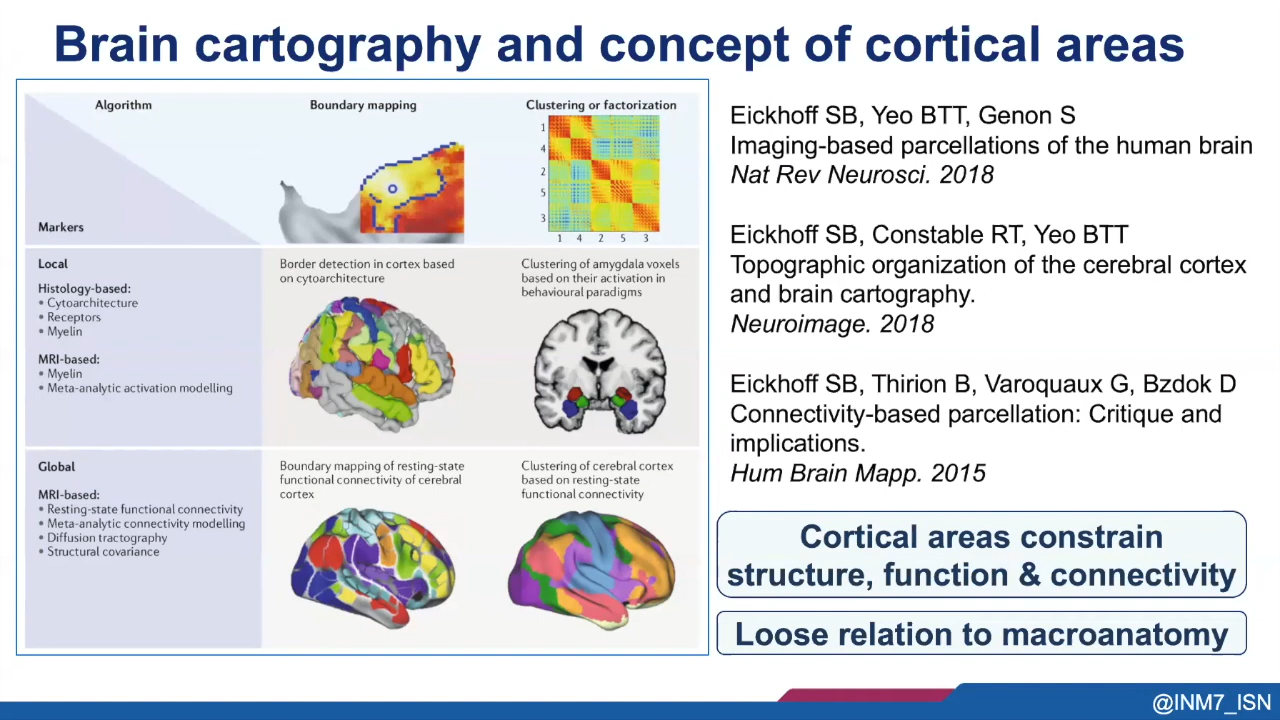 Brain cartography and concept of cortical areas
Algorithm
Boundary mapping
Clustering or factorization
1
4
2
5
3
1 4 2 5 3
Markers
Local
Histology-based:
• Cytoarchitecture
• Receptors
• Myelin
MRI-based:
• Myelin
• Meta-analytic activation modelling
Border detection in cortex based
on cytoarchitecture
Clustering of amygdala voxels
based on their activation in
behavioural paradigms
Global
MRI-based:
• Resting-state functional connectivity
• Meta-analytic connectivity modelling
• Diffusion tractography
• Structural covariance
Boundary mapping of resting-state
functional connectivity of cerebral
cortex
Clustering of cerebral cortex
based on resting-state
functional connectivity
Eickhoff SB, Yeo BTT, Genon S
Imaging-based parcellations of the human brain
Nat Rev Neurosci. 2018
Eickhoff SB, Constable RT, Yeo BTT
Topographic organization of the cerebral cortex
and brain cartography.
Neuroimage. 2018
Eickhoff SB, Thirion B, Varoquaux G, Bzdok D
Connectivity-based parcellation: Critique and
implications.
Hum Brain Mapp. 2015
Cortical areas constrain
structure, function & connectivity
Loose relation to macroanatomy
@INM7_ISN